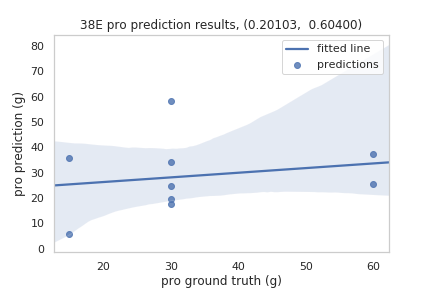 38E pro prediction results, (0.20103,  0.60400)
fitted line
predictions
80
70
60
50
40
30
20
10
0
pro prediction (g)
20 30 40 50 60
pro ground truth (g)